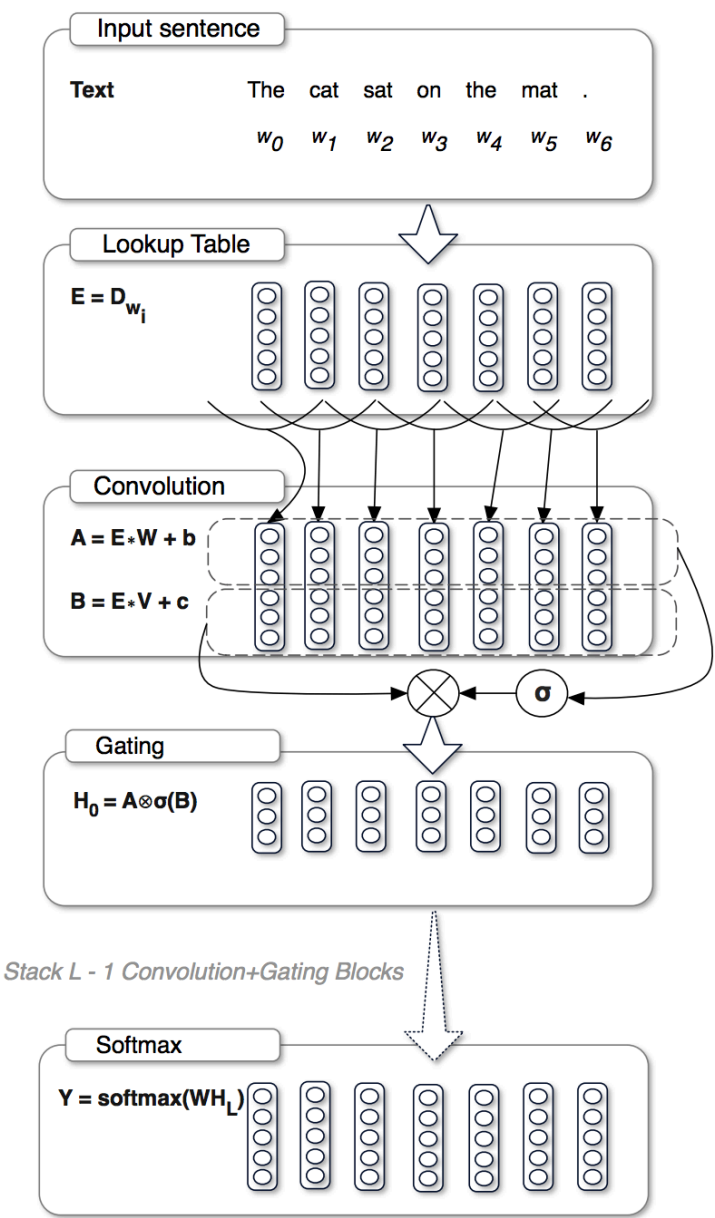 Input sentence
Text The cat sat on the mat .
w0 w1 w2 w3 w4 w5 w6
Lookup Table
E = Dwi
Convolution
A = E*W + b
B = E*V + c
σ
Gating
H0 = A⊗σ(B)
Stack L - 1 Convolution+Gating Blocks
Softmax
Y = softmax(WHL)